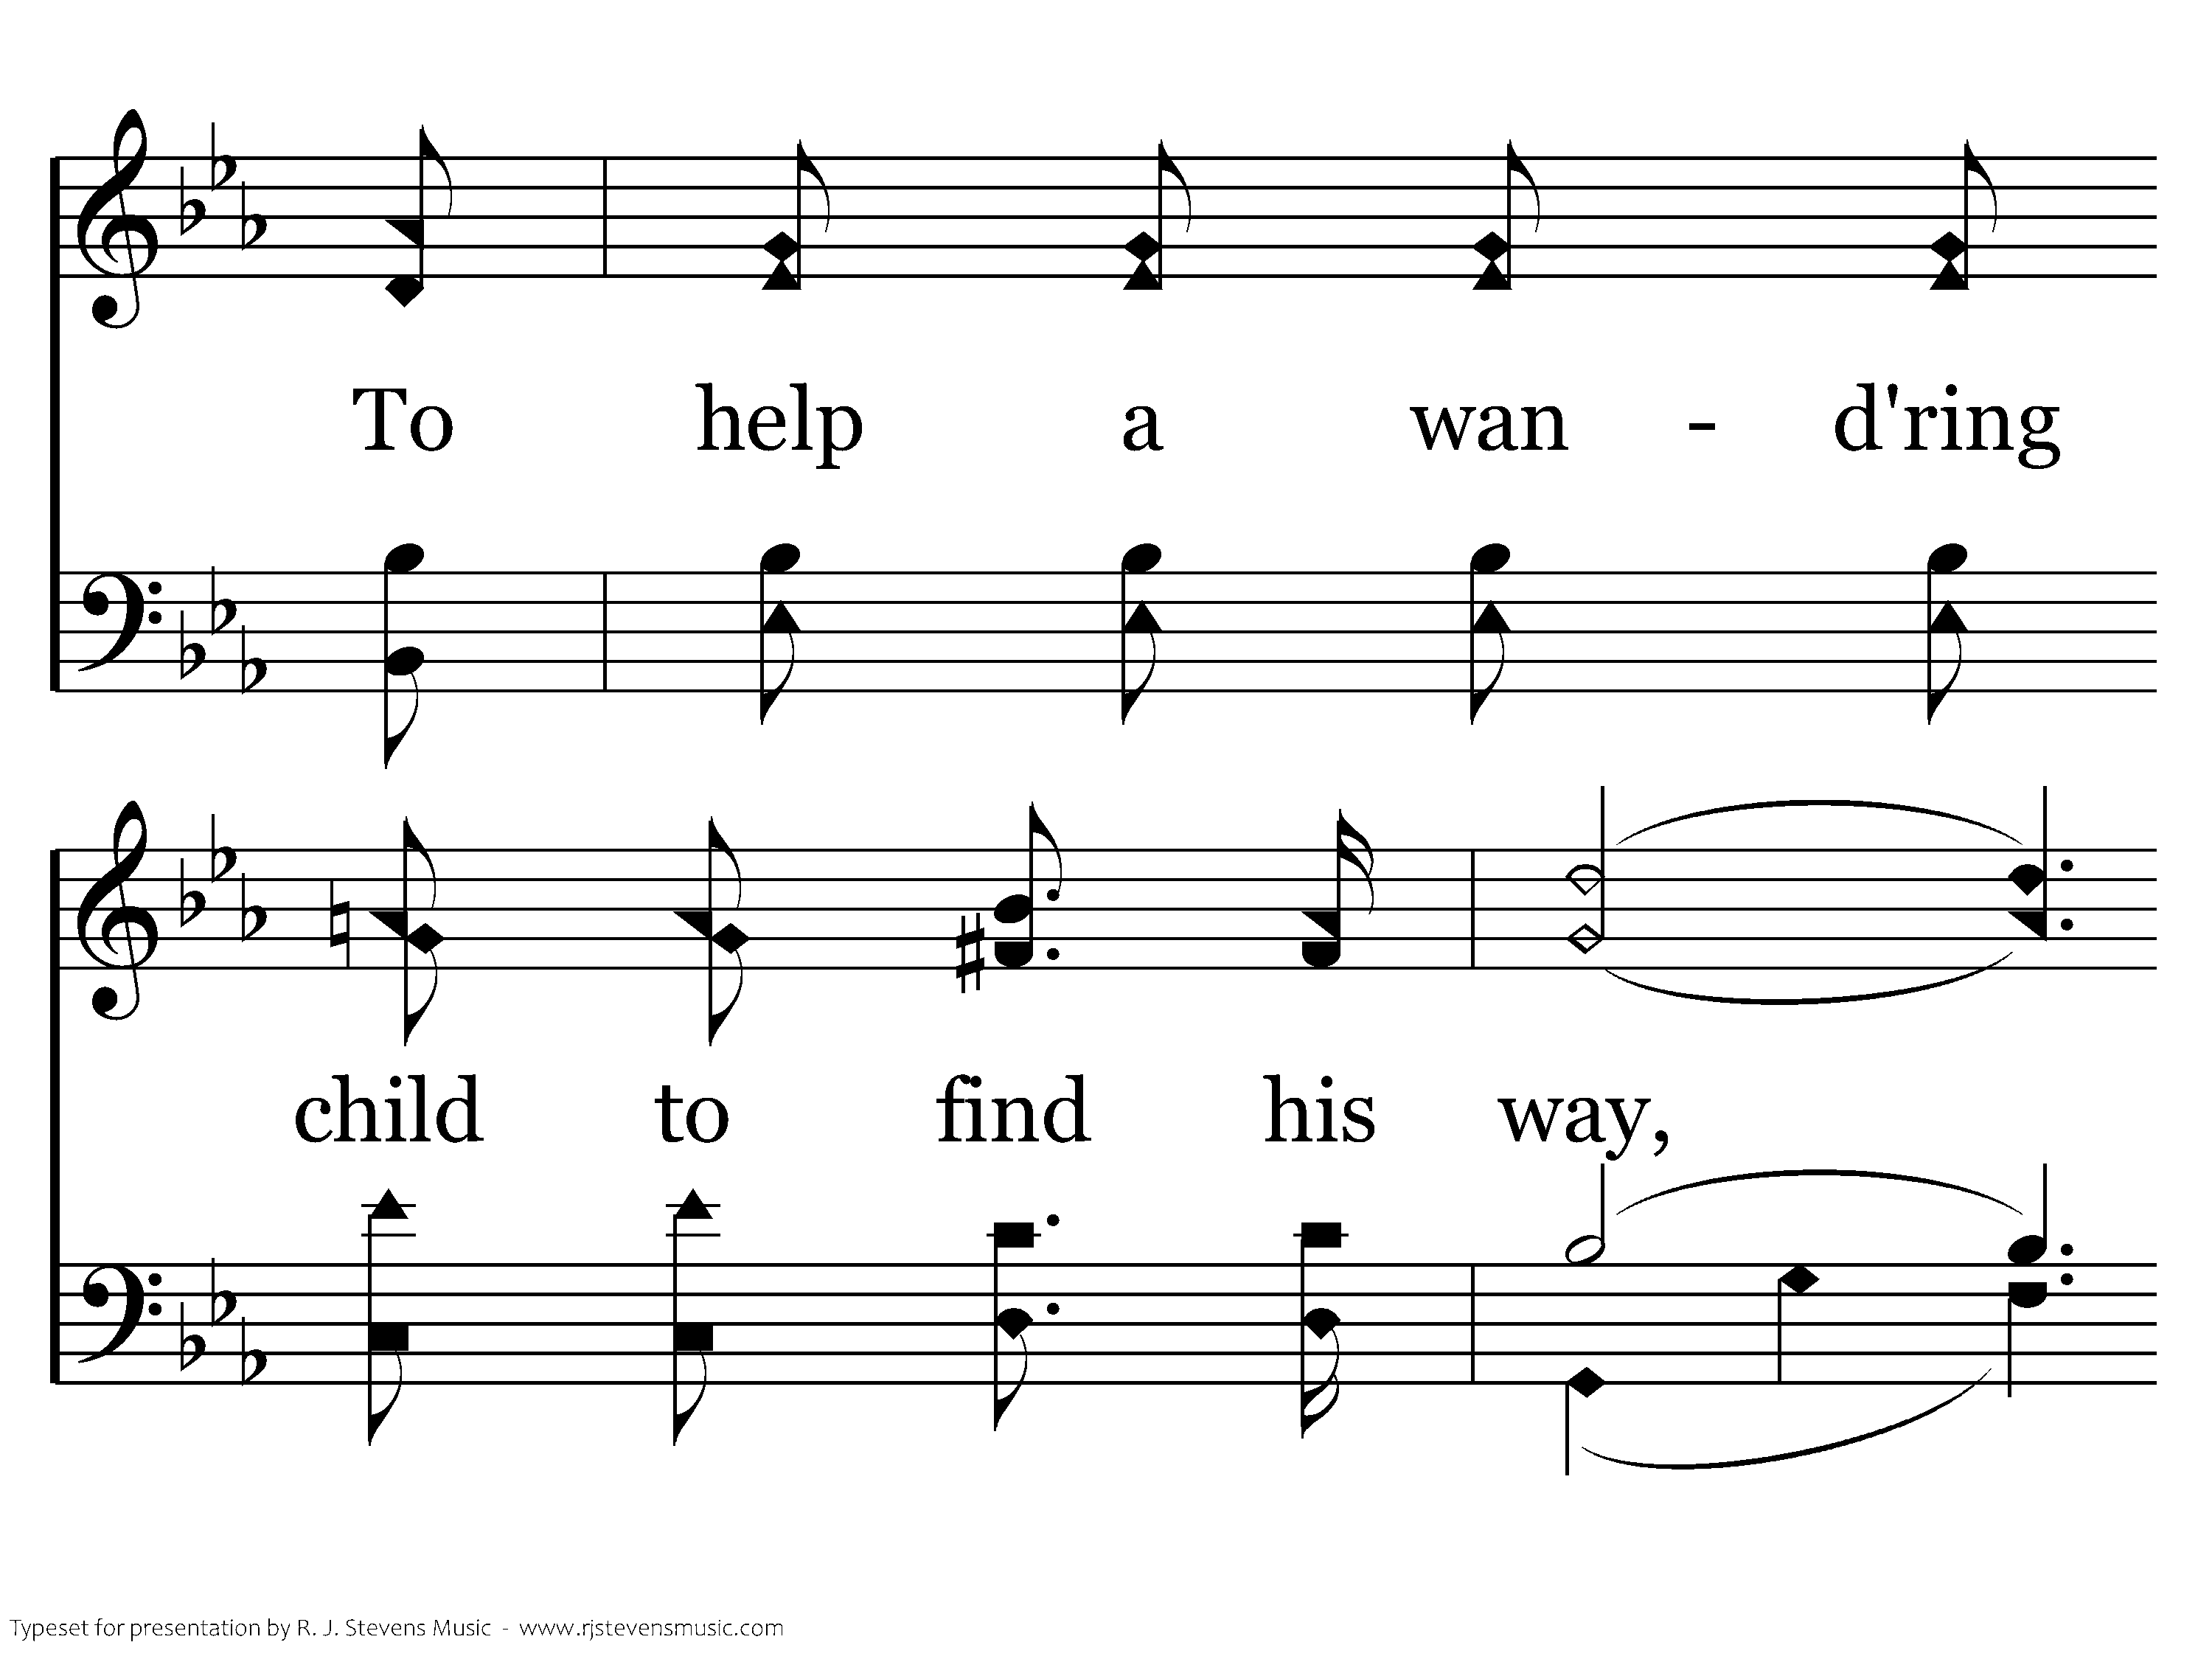 To help a wan - d'ring
child to find his way,
Typeset for presentation by R. J. Stevens Music - www.rjstevensmusic.com